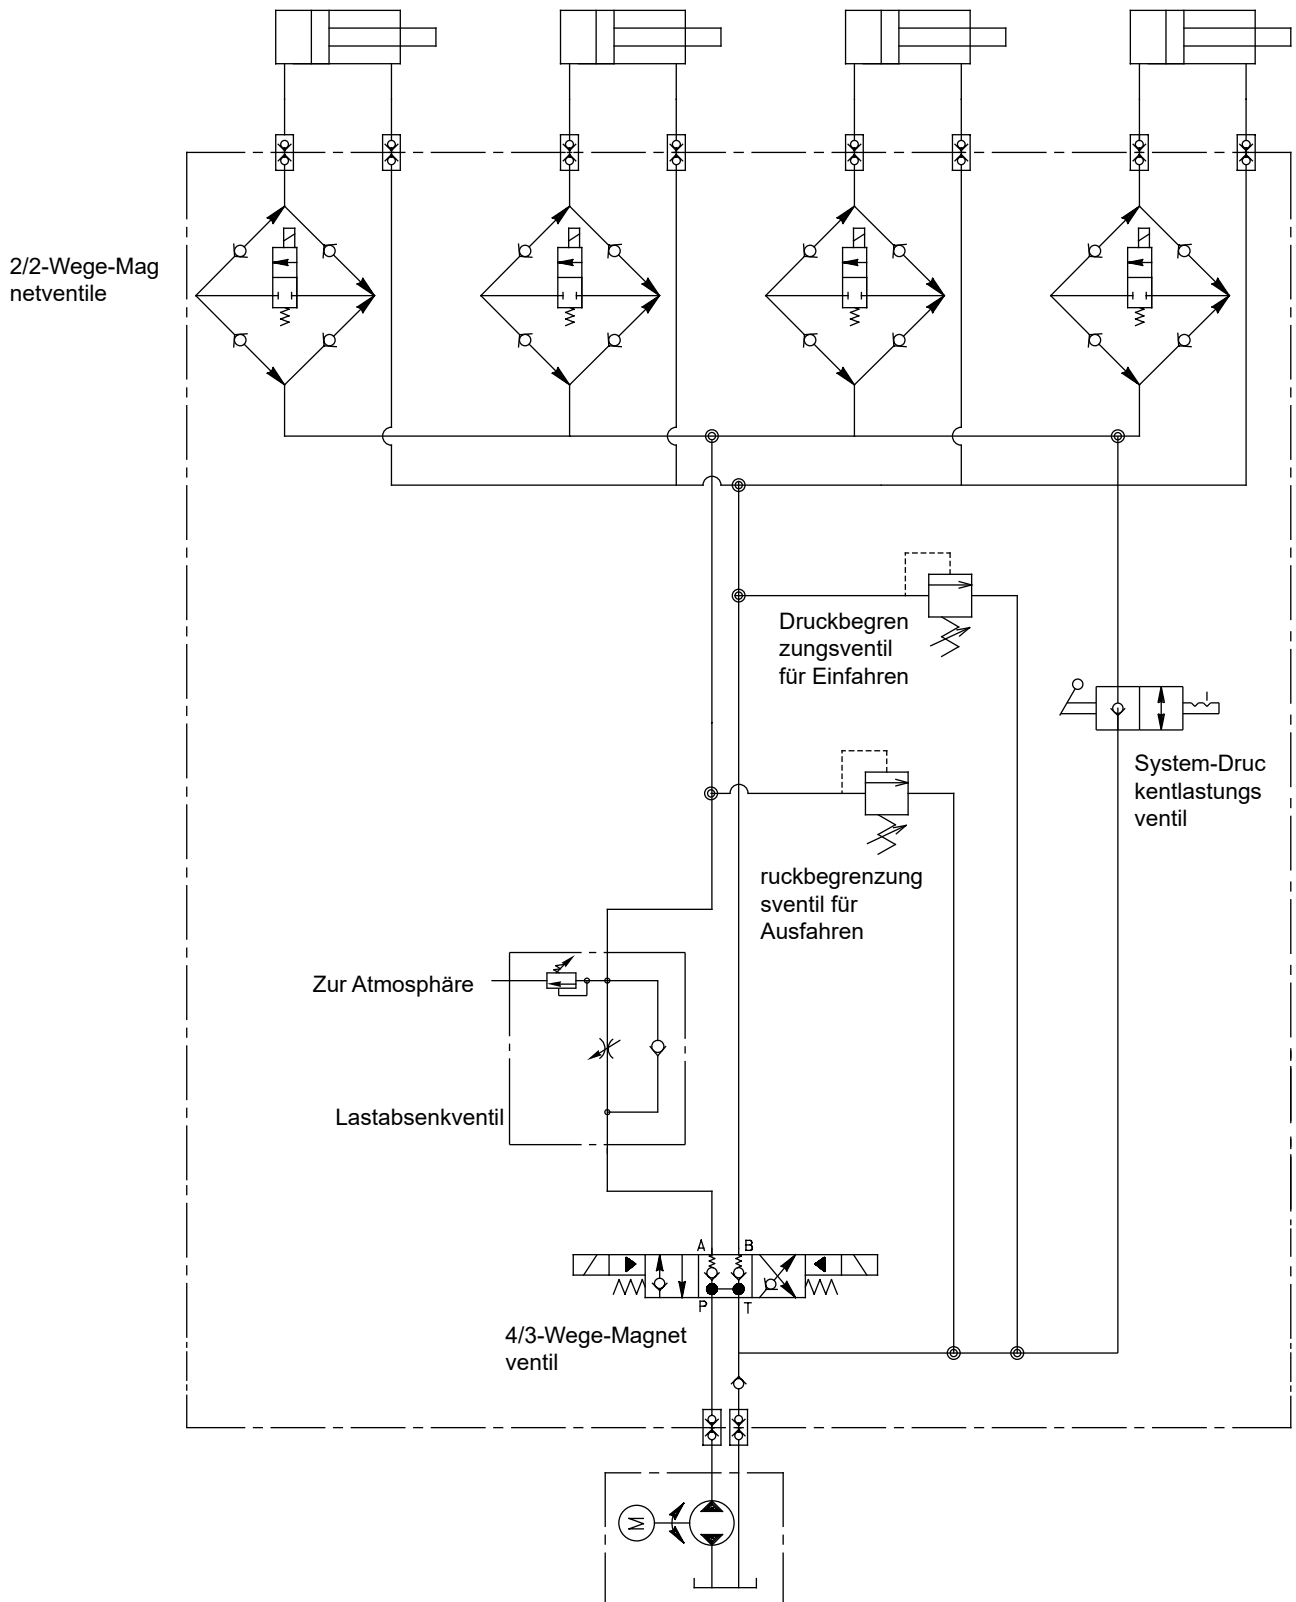 2/2-Wege-Mag
netventile
Druckbegren
zungsventil
für Einfahren
System-Druc
kentlastungs
ventil
ruckbegrenzung
sventil für
Ausfahren
Zur Atmosphäre
Lastabsenkventil
A B
P T
4/3-Wege-Magnet
ventil
M